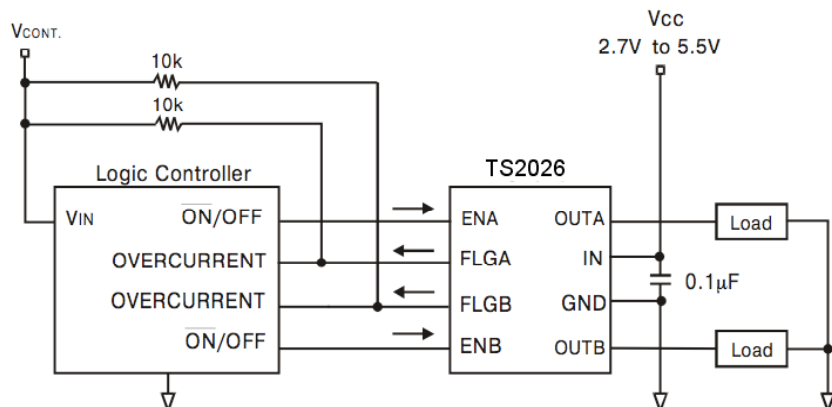 VCONT.
10k
10k
Vcc
2.7V to 5.5V
Logic Controller
TS2026
VIN
ON/OFF
OVERCURRENT
OVERCURRENT
ON/OFF
ENA
FLGA
FLGB
ENB
OUTA
IN
GND
OUTB
Load
0.1µF
Load